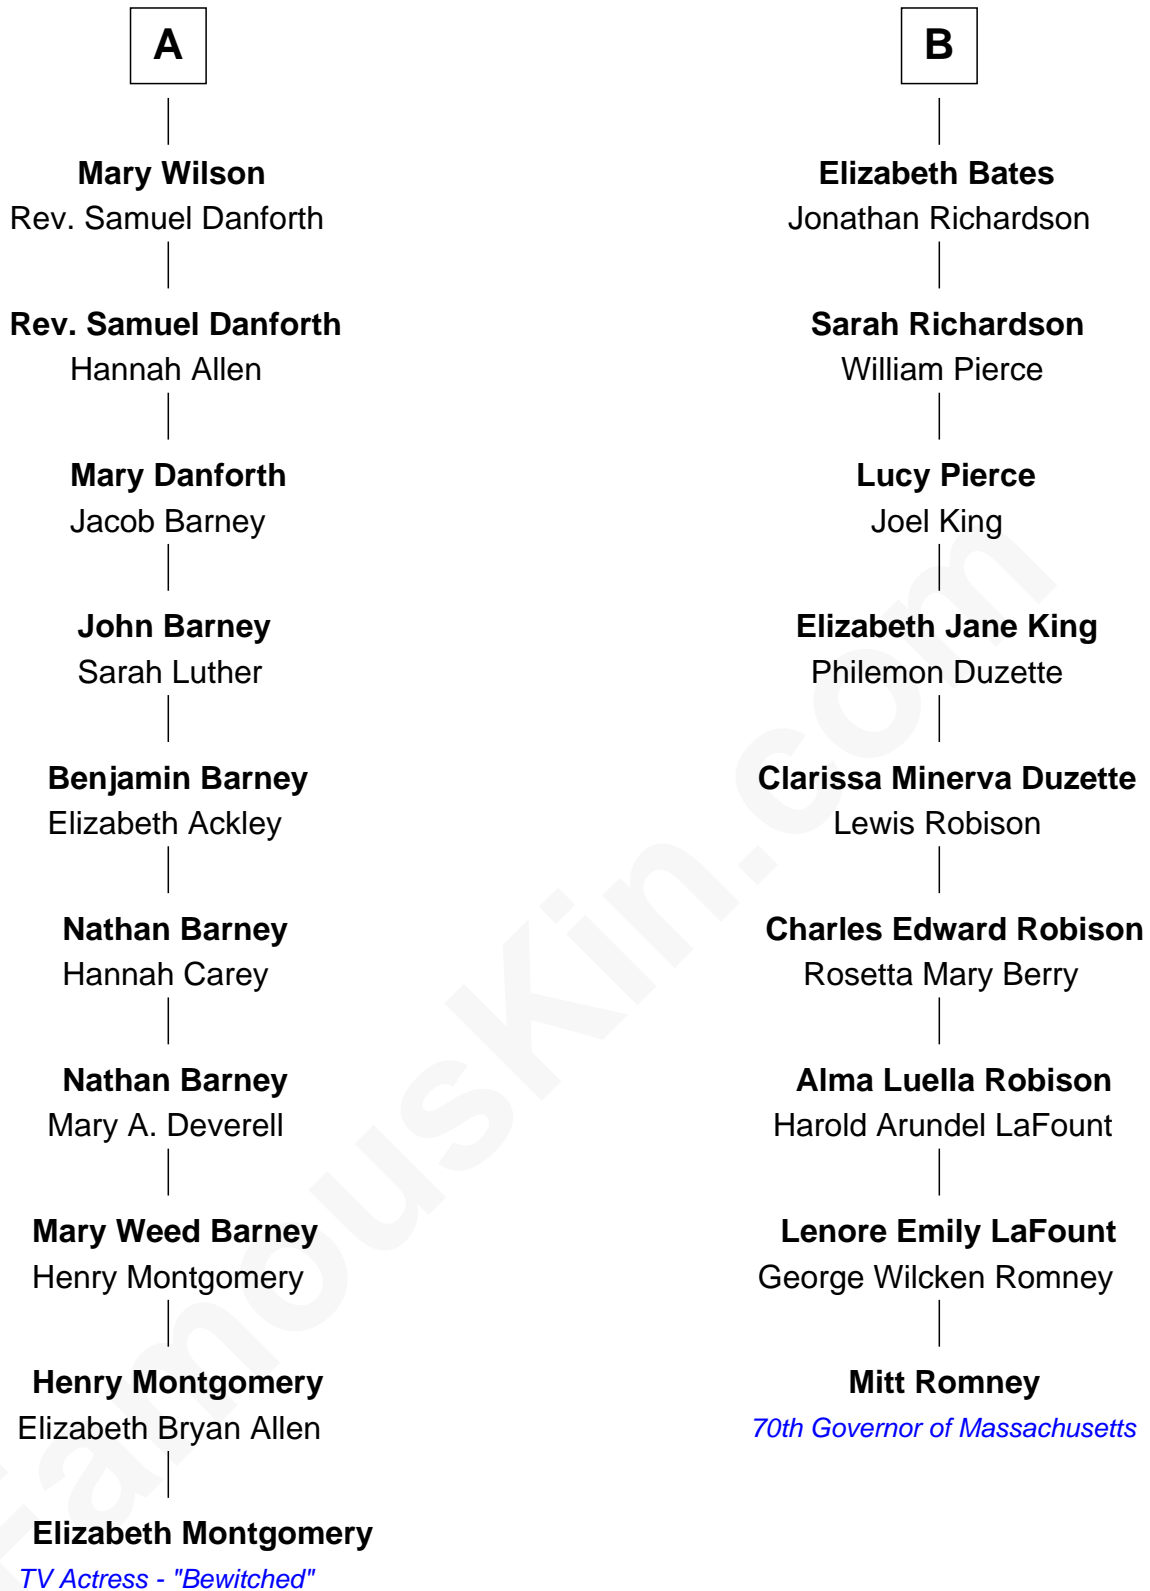 A
Mary Wilson
Rev. Samuel Danforth
Rev. Samuel Danforth
Hannah Allen
Mary Danforth
Jacob Barney
John Barney
Sarah Luther
Benjamin Barney
Elizabeth Ackley
Nathan Barney
Hannah Carey
Nathan Barney
Mary A. Deverell
Mary Weed Barney
Henry Montgomery
Henry Montgomery
Elizabeth Bryan Allen
Elizabeth Montgomery
TV Actress - "Bewitched"
B
Elizabeth Bates
Jonathan Richardson
Sarah Richardson
William Pierce
Lucy Pierce
Joel King
Elizabeth Jane King
Philemon Duzette
Clarissa Minerva Duzette
Lewis Robison
Charles Edward Robison
Rosetta Mary Berry
Alma Luella Robison
Harold Arundel LaFount
Lenore Emily LaFount
George Wilcken Romney
Mitt Romney
70th Governor of Massachusetts
FamousKin.com